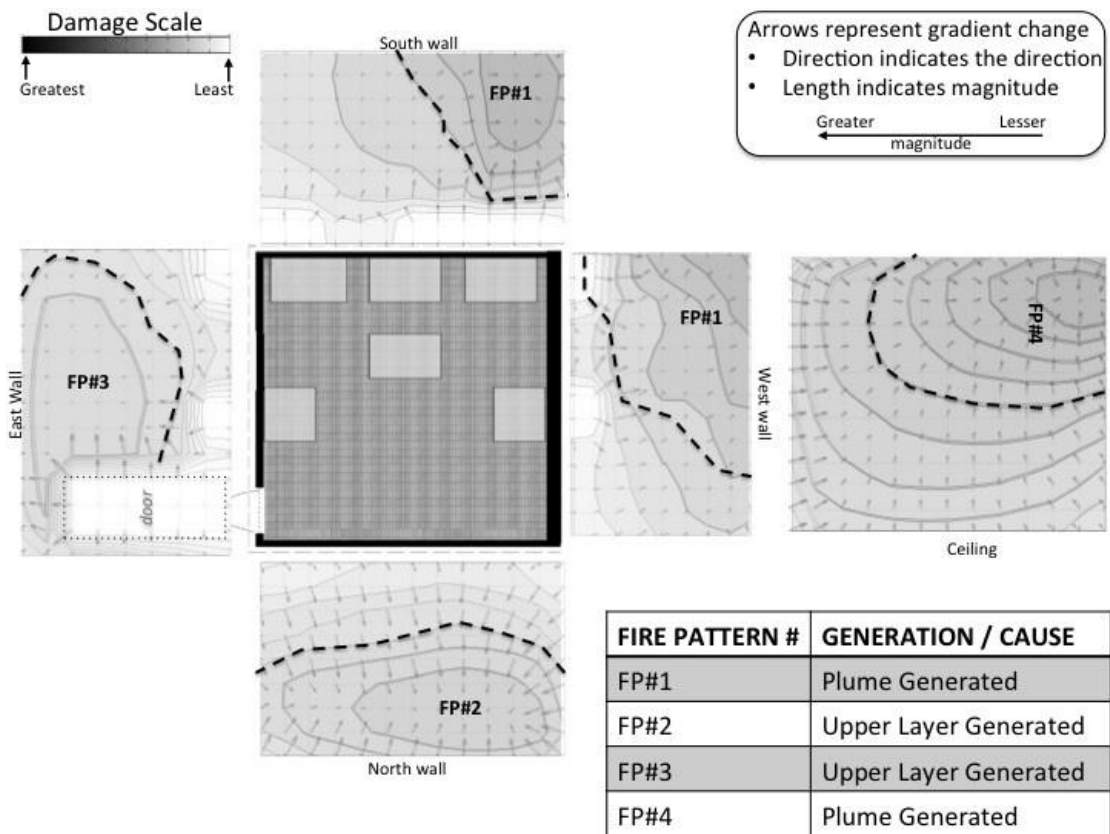 Damage Scale
Greatest
Least
South wall
FP#1
Arrows represent gradient change
• Direction indicates the direction
• Length indicates magnitude
Greater
Lesser
magnitude
East Wall
FP#3
door
FP#1
West wall
FP#4
Ceiling
FP#2
North wall
FIRE PATTERN # GENERATION / CAUSE
FP#1 Plume Generated
FP#2 Upper Layer Generated
FP#3 Upper Layer Generated
FP#4 Plume Generated